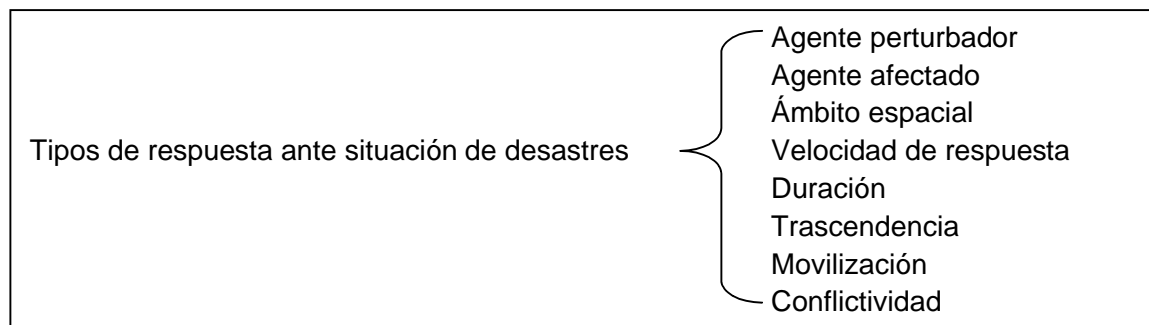 Agente perturbador
Agente afectado
Ámbito espacial
Tipos de respuesta ante situación de desastres
Velocidad de respuesta
Duración
Trascendencia
Movilización
Conflictividad